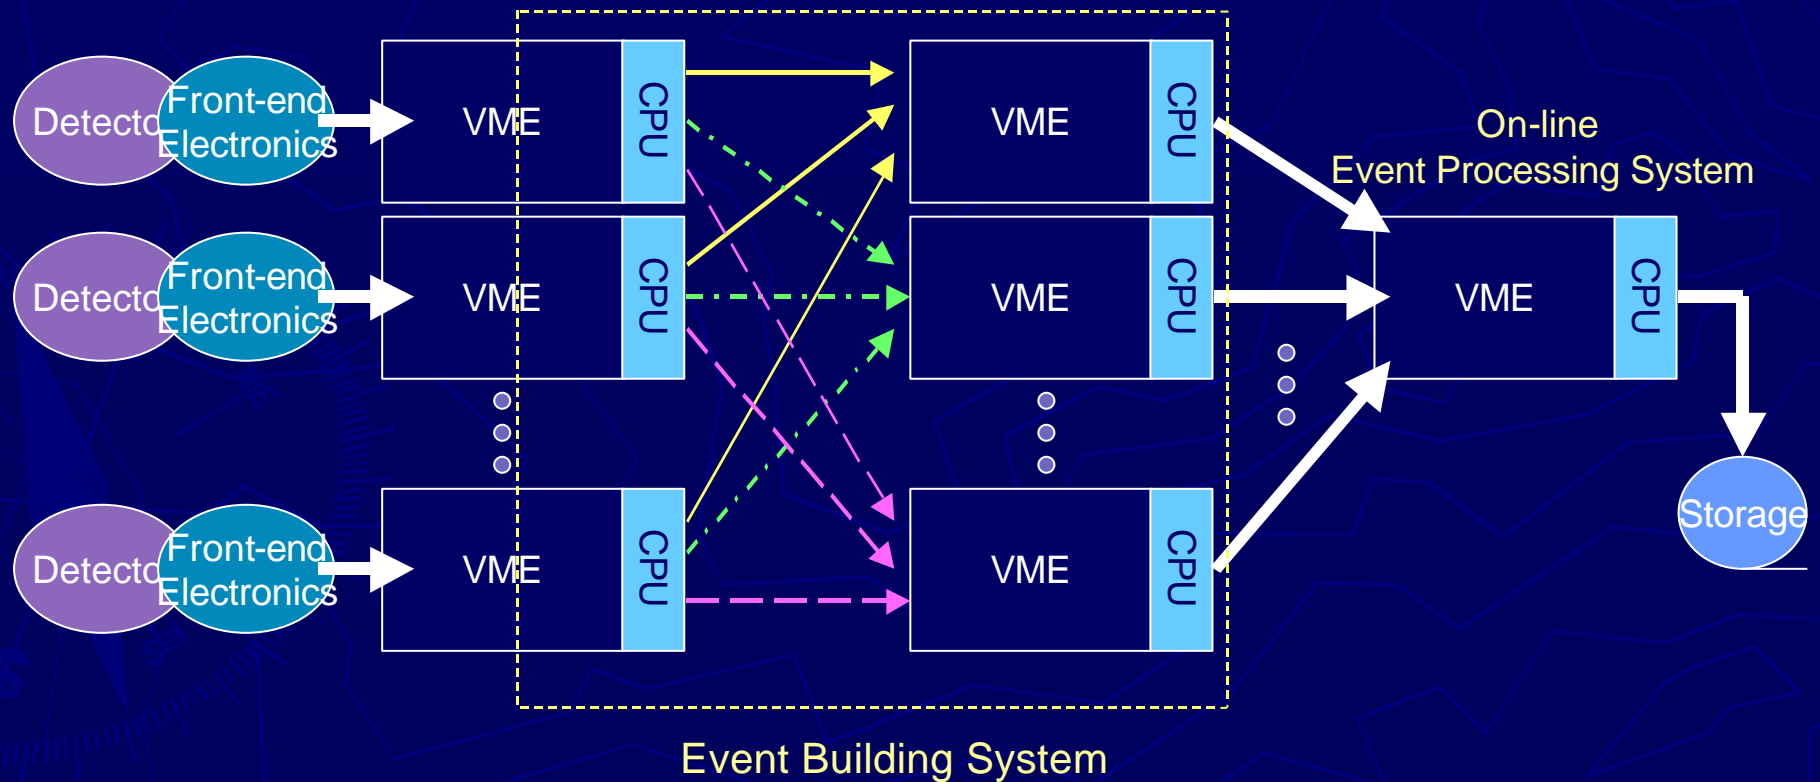 Detecto
Front-end
Electronics
VME
CPU
VME
CPU
On-line
Event Processing System
Detecto
Front-end
Electronics
VME
CPU
VME
CPU
VME
CPU
Detecto
Front-end
Electronics
VME
CPU
VME
CPU
Storage
Event Building System